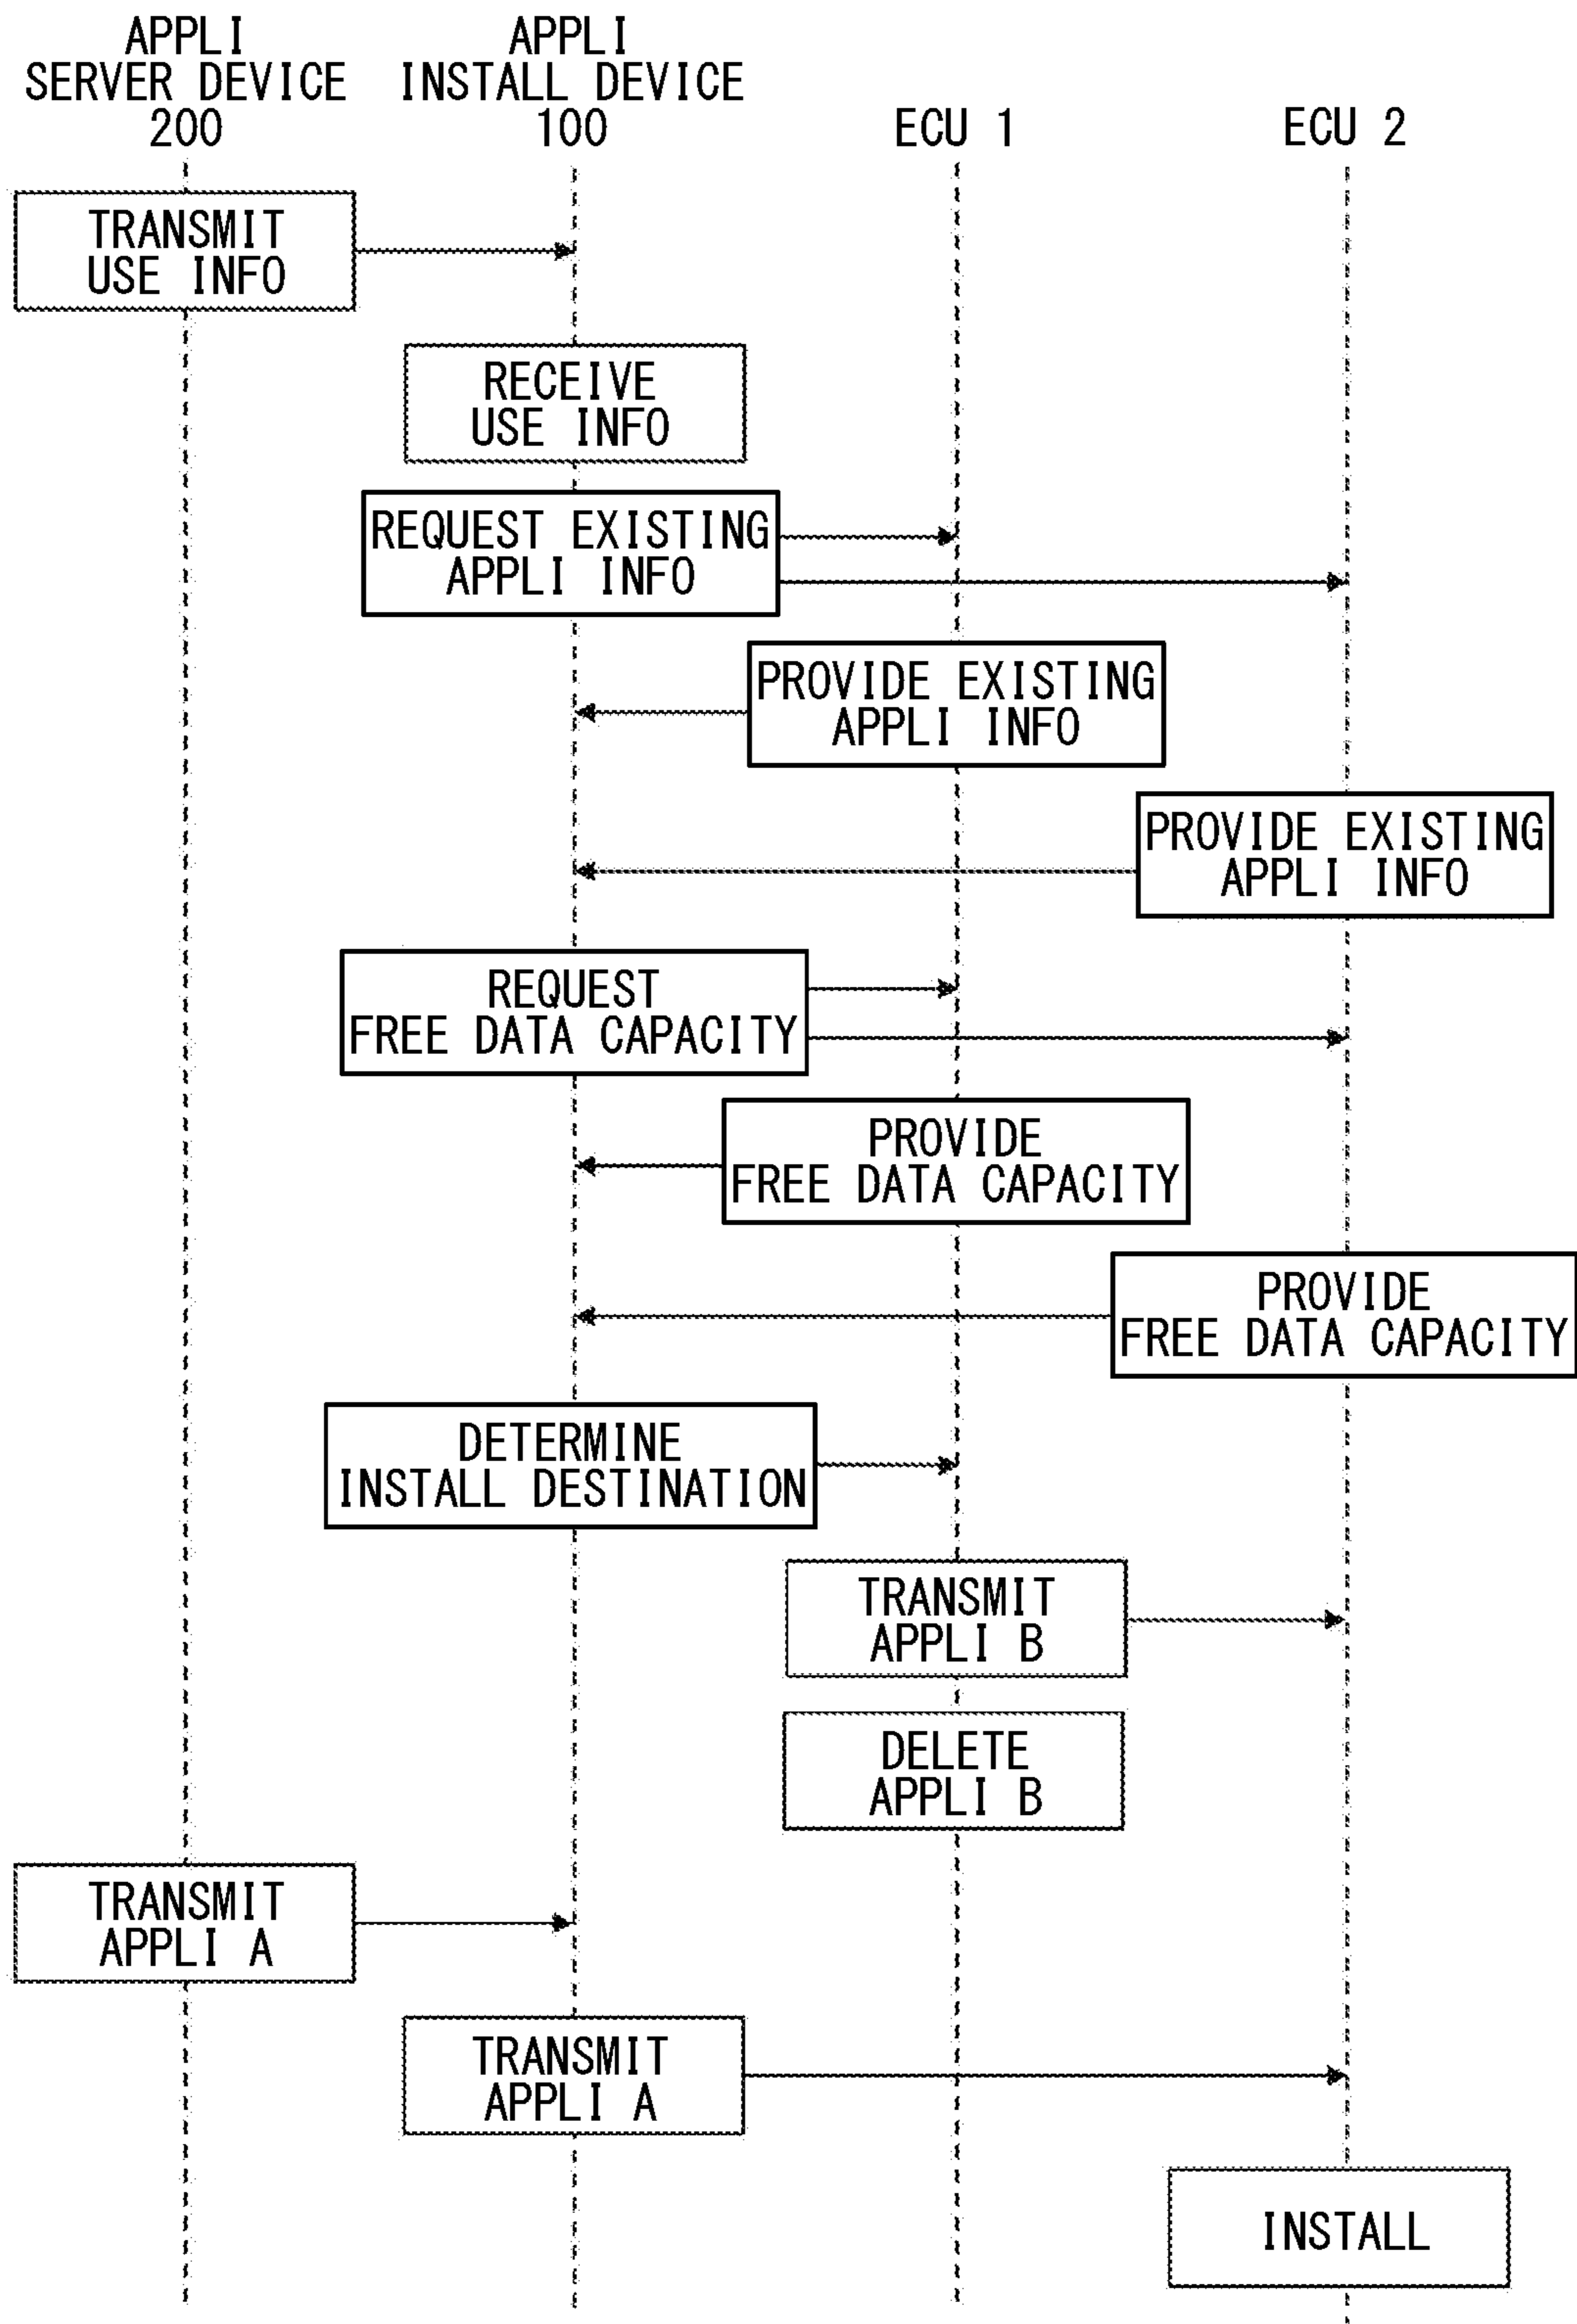 APPLI
SERVER DEVICE
200
APPLI
INSTALL DEVICE
100
ECU 1
ECU 2
TRANSMIT
USE INFO
RECEIVE
USE INFO
REQUEST EXISTING
APPLI INFO
PROVIDE EXISTING
APPLI INFO
PROVIDE EXISTING
APPLI INFO
REQUEST
FREE DATA CAPACITY
PROVIDE
FREE DATA CAPACITY
PROVIDE
FREE DATA CAPACITY
DETERMINE
INSTALL DESTINATION
TRANSMIT
APPLI B
DELETE
APPLI B
TRANSMIT
APPLI A
TRANSMIT
APPLI A
INSTALL